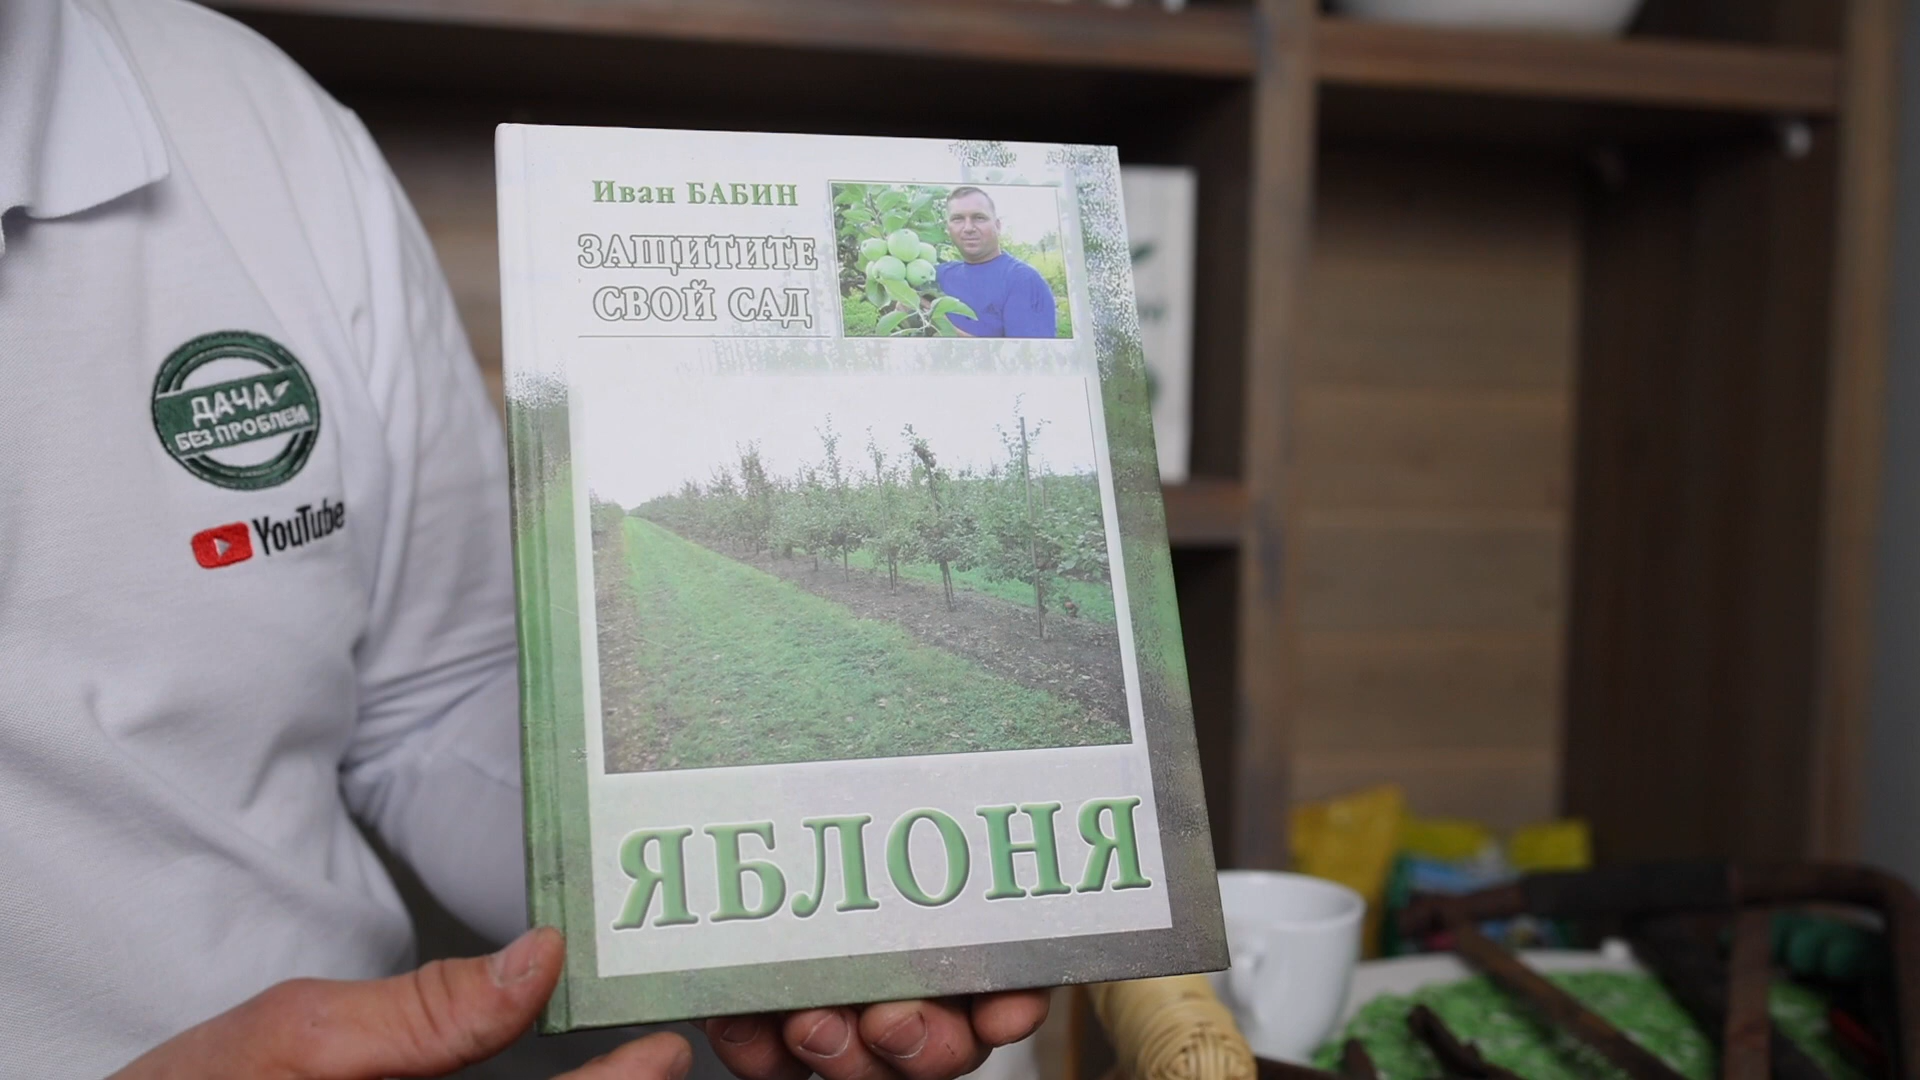 Иван БАБИН
ЗАЩИТИТЕ
СВОЙ САД
ЯБЛОНЯ
ДАЧА
БЕЗ ПРОБЛЕМ
YouTube